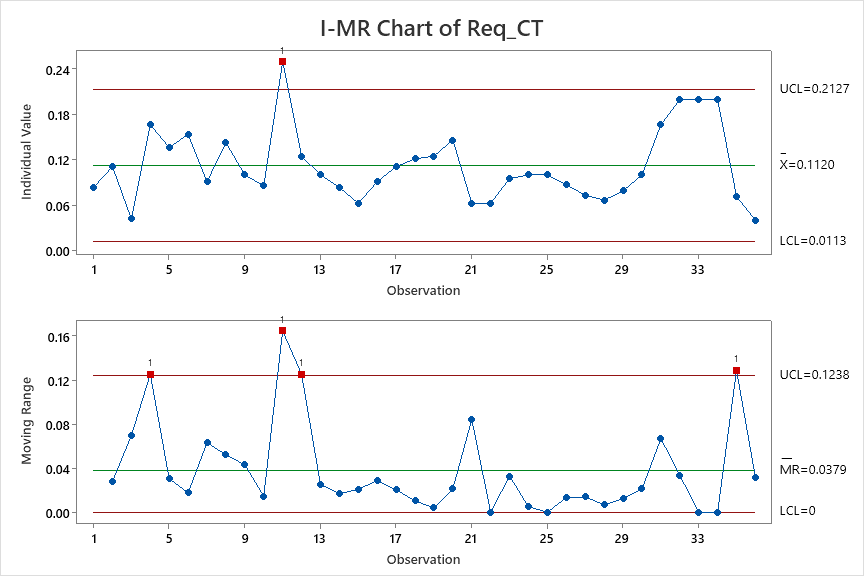 I-MR Chart of Req_CT
1
0.24
UCL=0.2127
0.18
Individual Value
0.12
X=0.1120
0.06
LCL=0.0113
0.00
1 5 9 13 17 21 25 29 33
Observation
1
0.16
1 1 1
0.12
UCL=0.1238
Moving Range
0.08
0.04
MR=0.0379
0.00
LCL=0
1 5 9 13 17 21 25 29 33
Observation